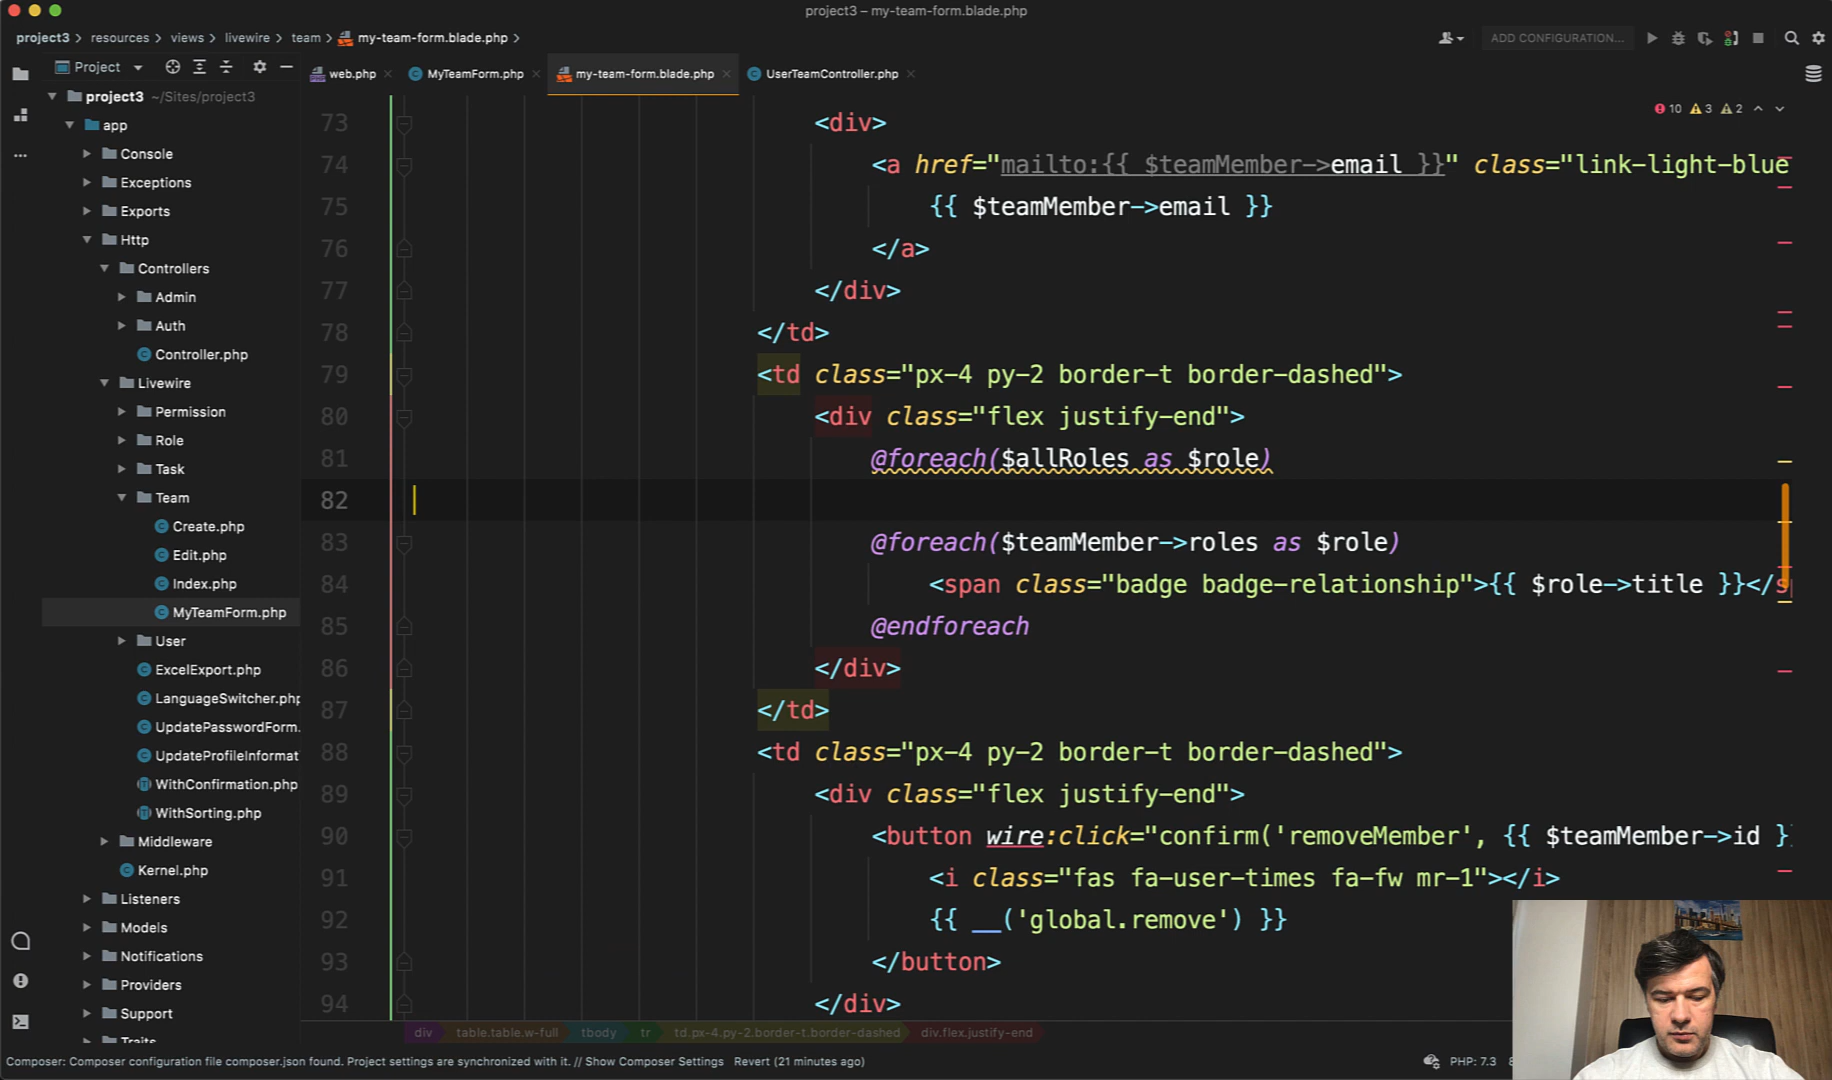 project3 – my-team-form.blade.php
project3 resources views livewire team my-team-form.blade.php
ADD CONFIGURATION...
Project
web.php MyTeamForm.php my-team-form.blade.php UserTeamController.php
10 3 2
project3 ~/Sites/project3
app
Console
Exceptions
Exports
Http
Controllers
Admin
Auth
Controller.php
Livewire
Permission
Role
Task
Team
Create.php
Edit.php
Index.php
MyTeamForm.php
User
ExcelExport.php
LanguageSwitcher.php
UpdatePasswordForm.
UpdateProfileInformat
WithConfirmation.php
WithSorting.php
Middleware
Kernel.php
Listeners
Models
Notifications
Providers
Support
Traits
73 <div>
74 <a href="mailto:{{ $teamMember->email }}" class="link-light-blue
75 {{ $teamMember->email }}
76 </a>
77 </div>
78 </td>
79 <td class="px-4 py-2 border-t border-dashed">
80 <div class="flex justify-end">
81 @foreach($allRoles as $role)
82
83 @foreach($teamMember->roles as $role)
84 <span class="badge badge-relationship">{{ $role->title }}</s
85 @endforeach
86 </div>
87 </td>
88 <td class="px-4 py-2 border-t border-dashed">
89 <div class="flex justify-end">
90 <button wire:click="confirm('removeMember', {{ $teamMember->id }
91 <i class="fas fa-user-times fa-fw mr-1"></i>
92 {{ __('global.remove') }}
93 </button>
94 </div>
div table.table.w-full tbody tr td.px-4.py-2.border-t.border-dashed div.flex.justify-end
Composer: Composer configuration file composer.json found. Project settings are synchronized with it. // Show Composer Settings Revert (21 minutes ago)
PHP: 7.3